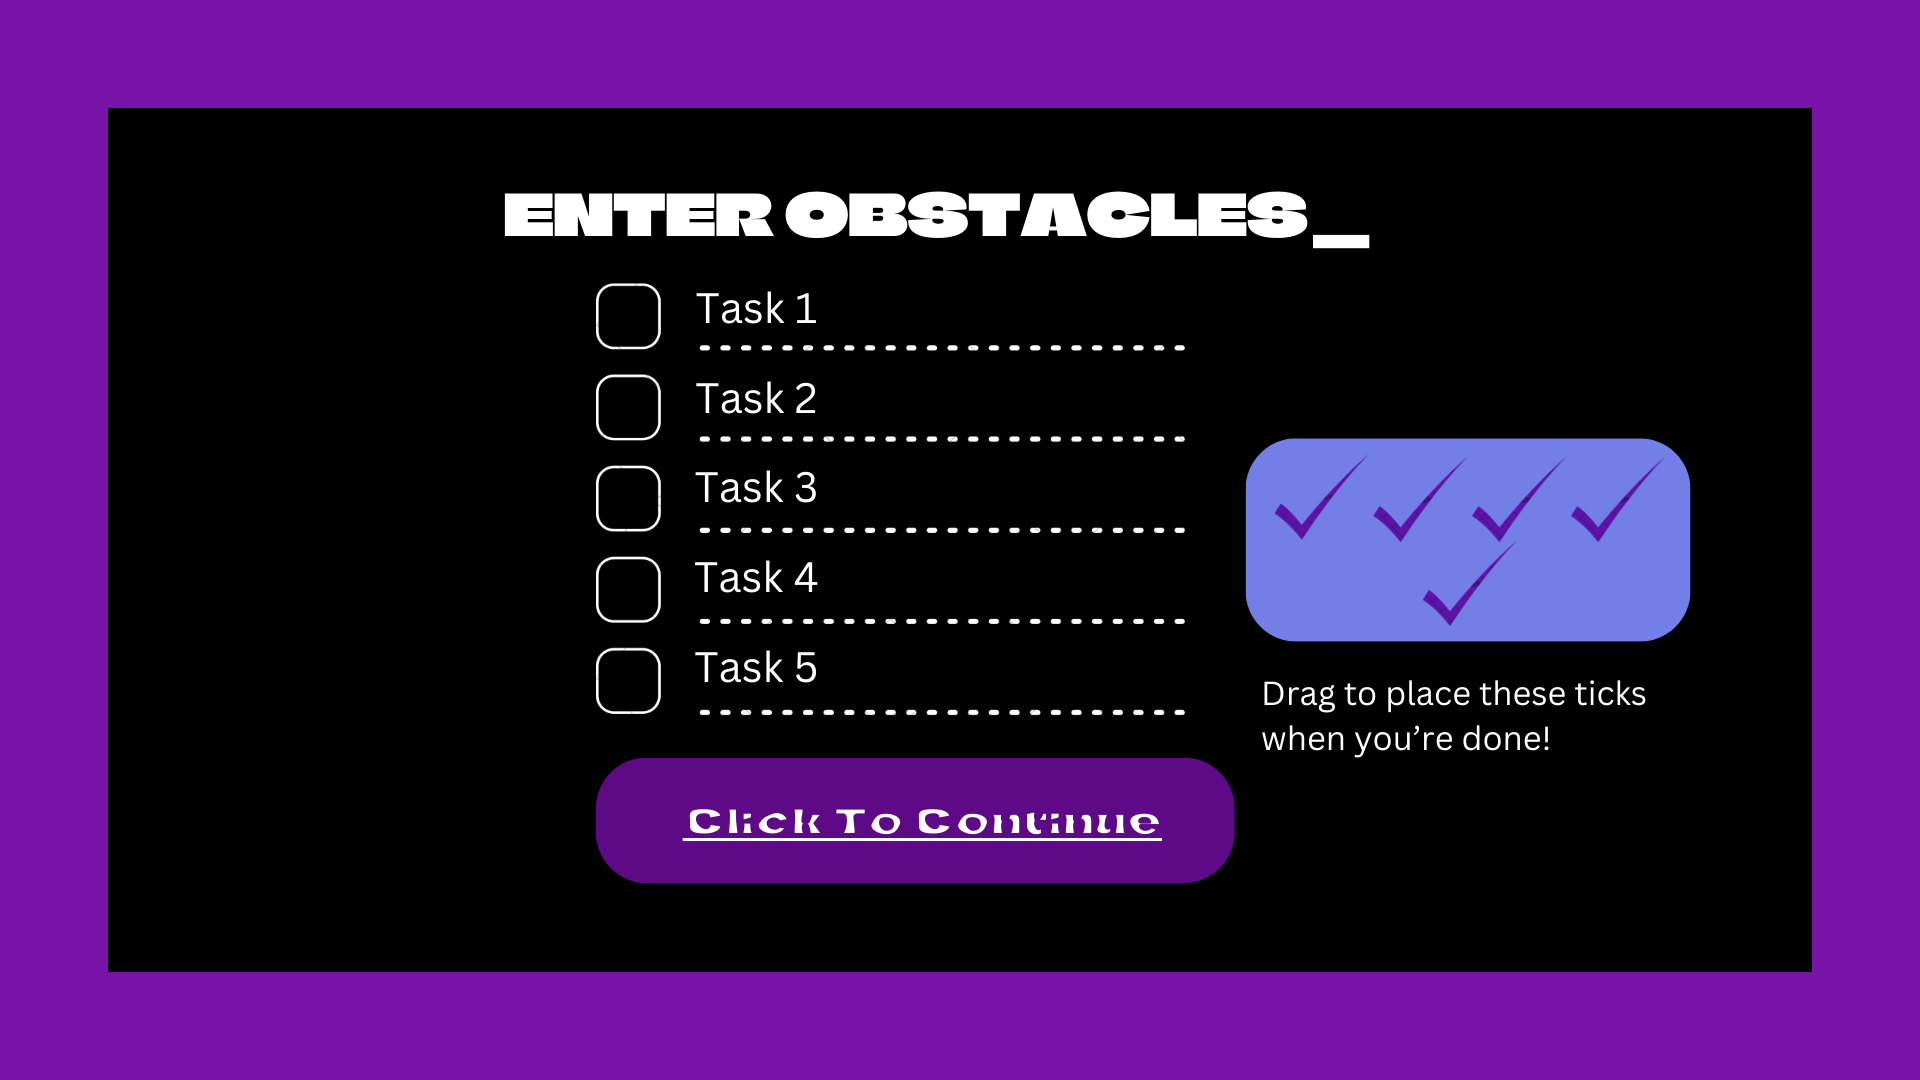 ENTER OBSTACLES_
Task 1
Task 2
Task 3
Task 4
Task 5
Drag to place these ticks
when you’re done!
Click To Continue